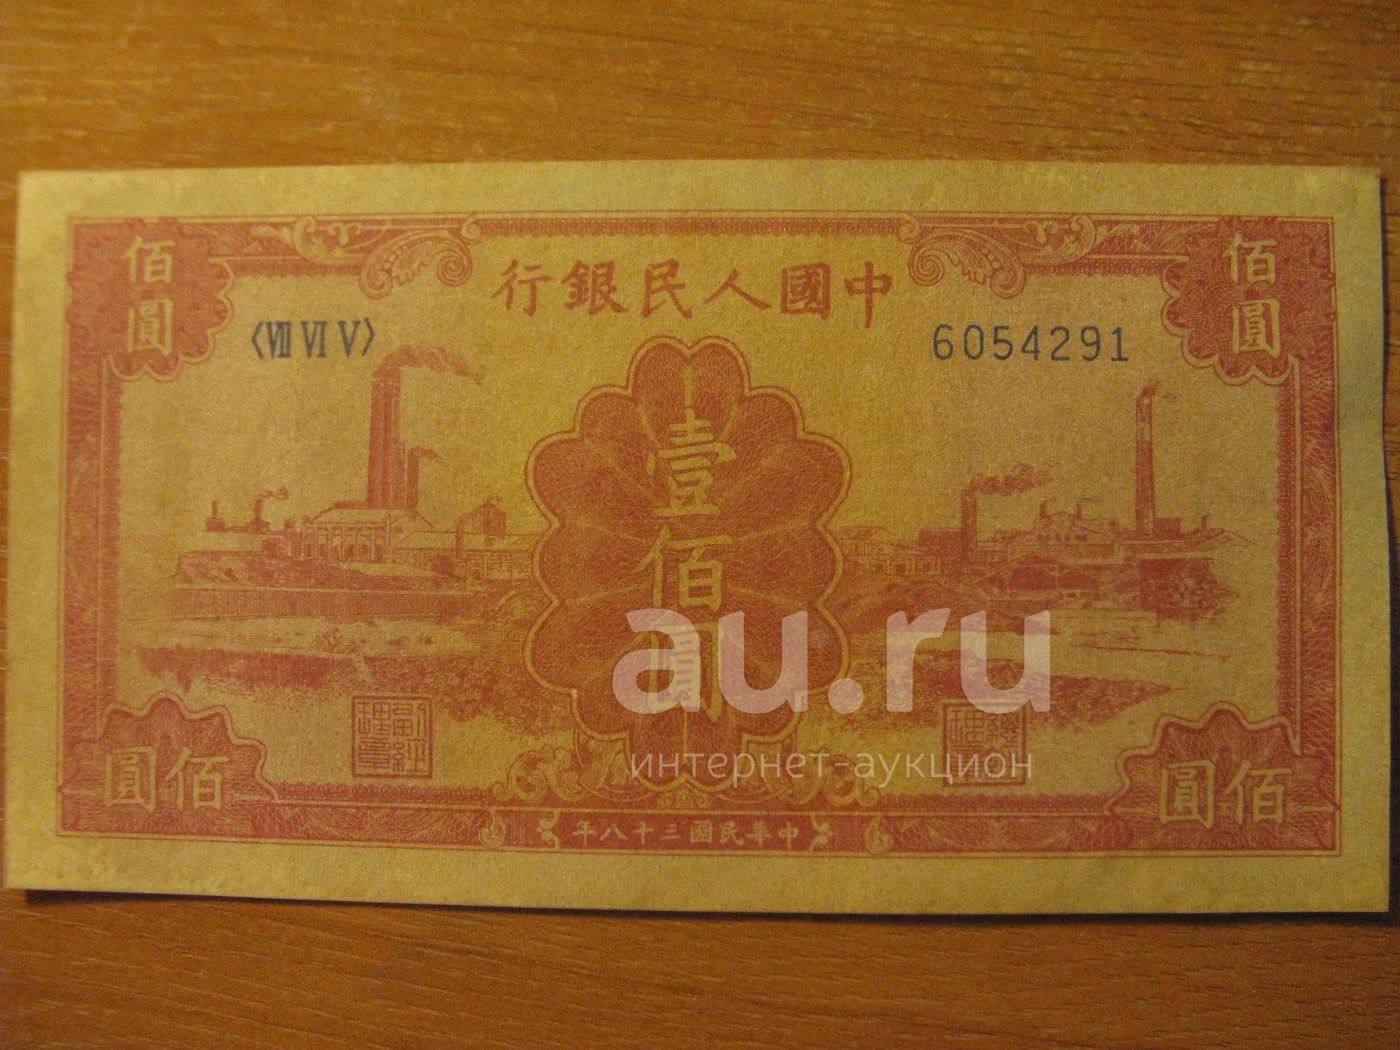 中國人民銀行
佰圓
佰圓
〈Ⅷ Ⅵ Ⅴ〉
6054291
壹佰圓
au.ru
интернет-аукцион
佰圓
佰圓
中華民國三十八年